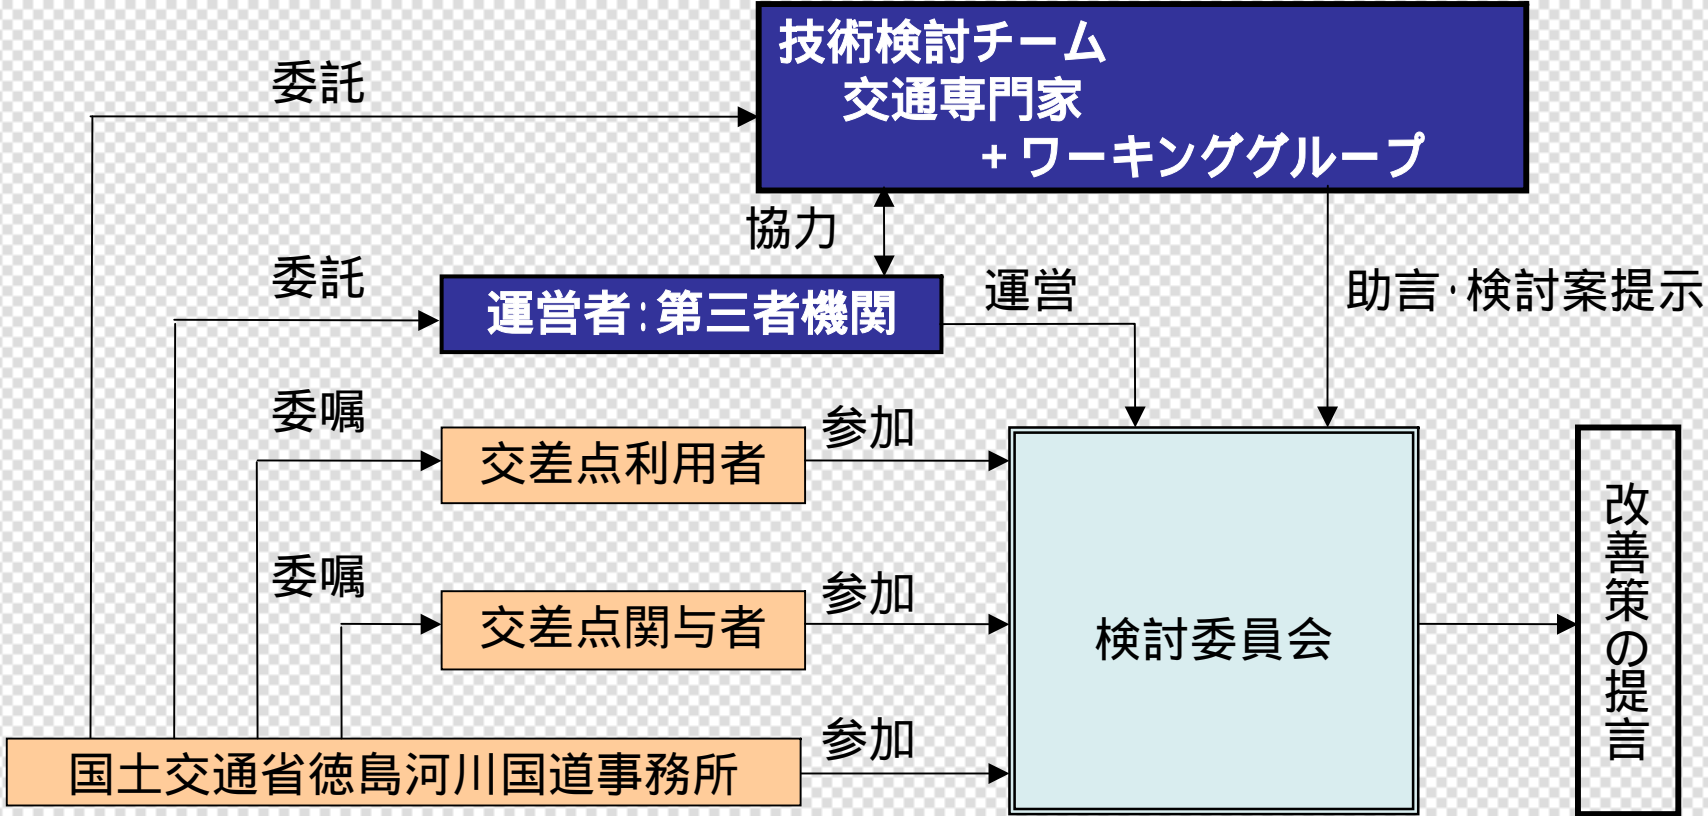 技術検討チーム
交通専門家
+ワーキンググループ
委託
協力
委託
運営者:第三者機関
運営
助言・検討案提示
委嘱
交差点利用者
参加
委嘱
交差点関与者
参加
検討委員会
改善策の提言
国土交通省徳島河川国道事務所
参加